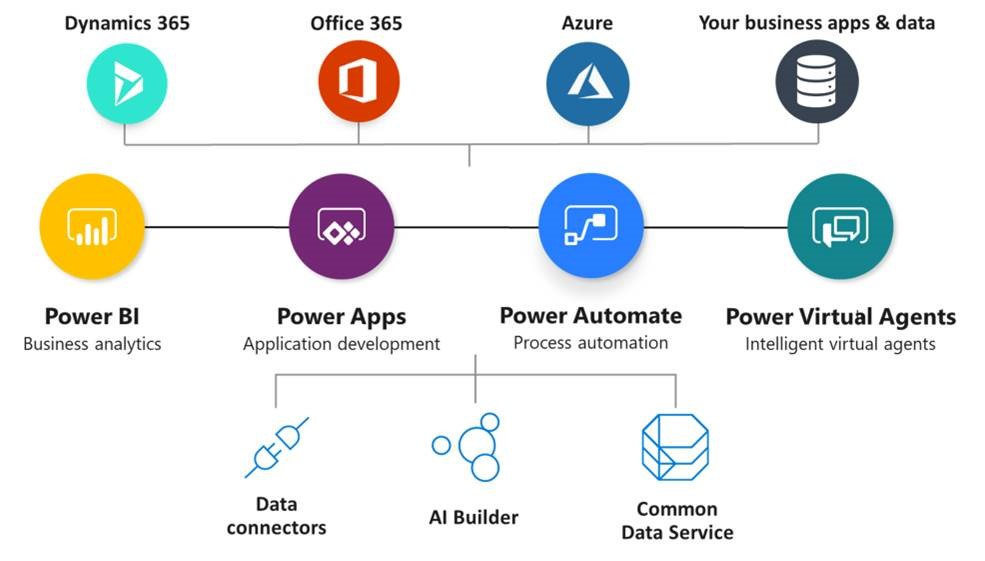 Dynamics 365
Office 365
Azure
Your business apps & data
Power BI
Business analytics
Power Apps
Application development
Power Automate
Process automation
Power Virtual Agents
Intelligent virtual agents
Data
connectors
AI Builder
Common
Data Service